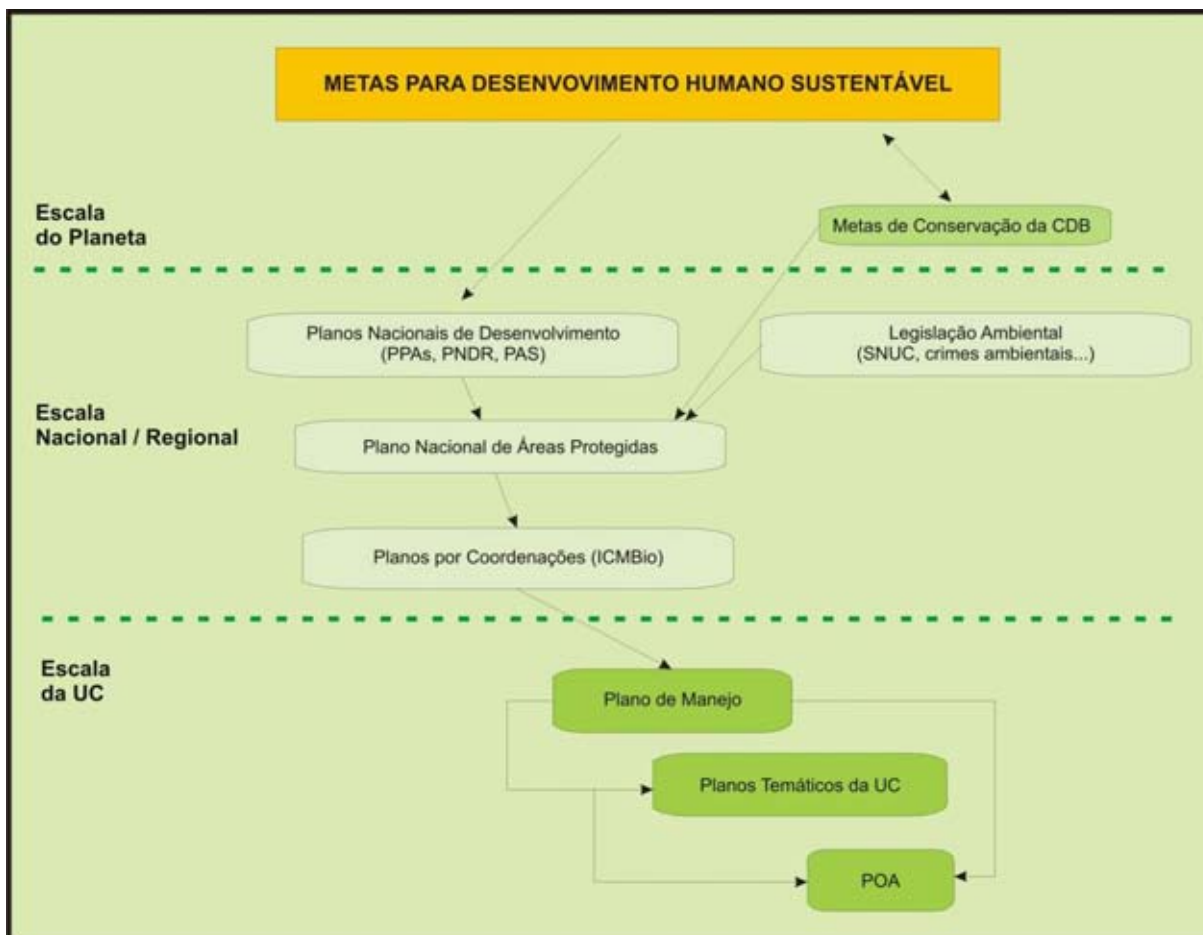 METAS PARA DESENVOVIMENTO HUMANO SUSTENTÁVEL
Escala
do Planeta
Metas de Conservação da CDB
Planos Nacionais de Desenvolvimento
(PPAs, PNDR, PAS)
Legislação Ambiental
(SNUC, crimes ambientais...)
Escala
Nacional / Regional
Plano Nacional de Áreas Protegidas
Planos por Coordenações (ICMBio)
Escala
da UC
Plano de Manejo
Planos Temáticos da UC
POA